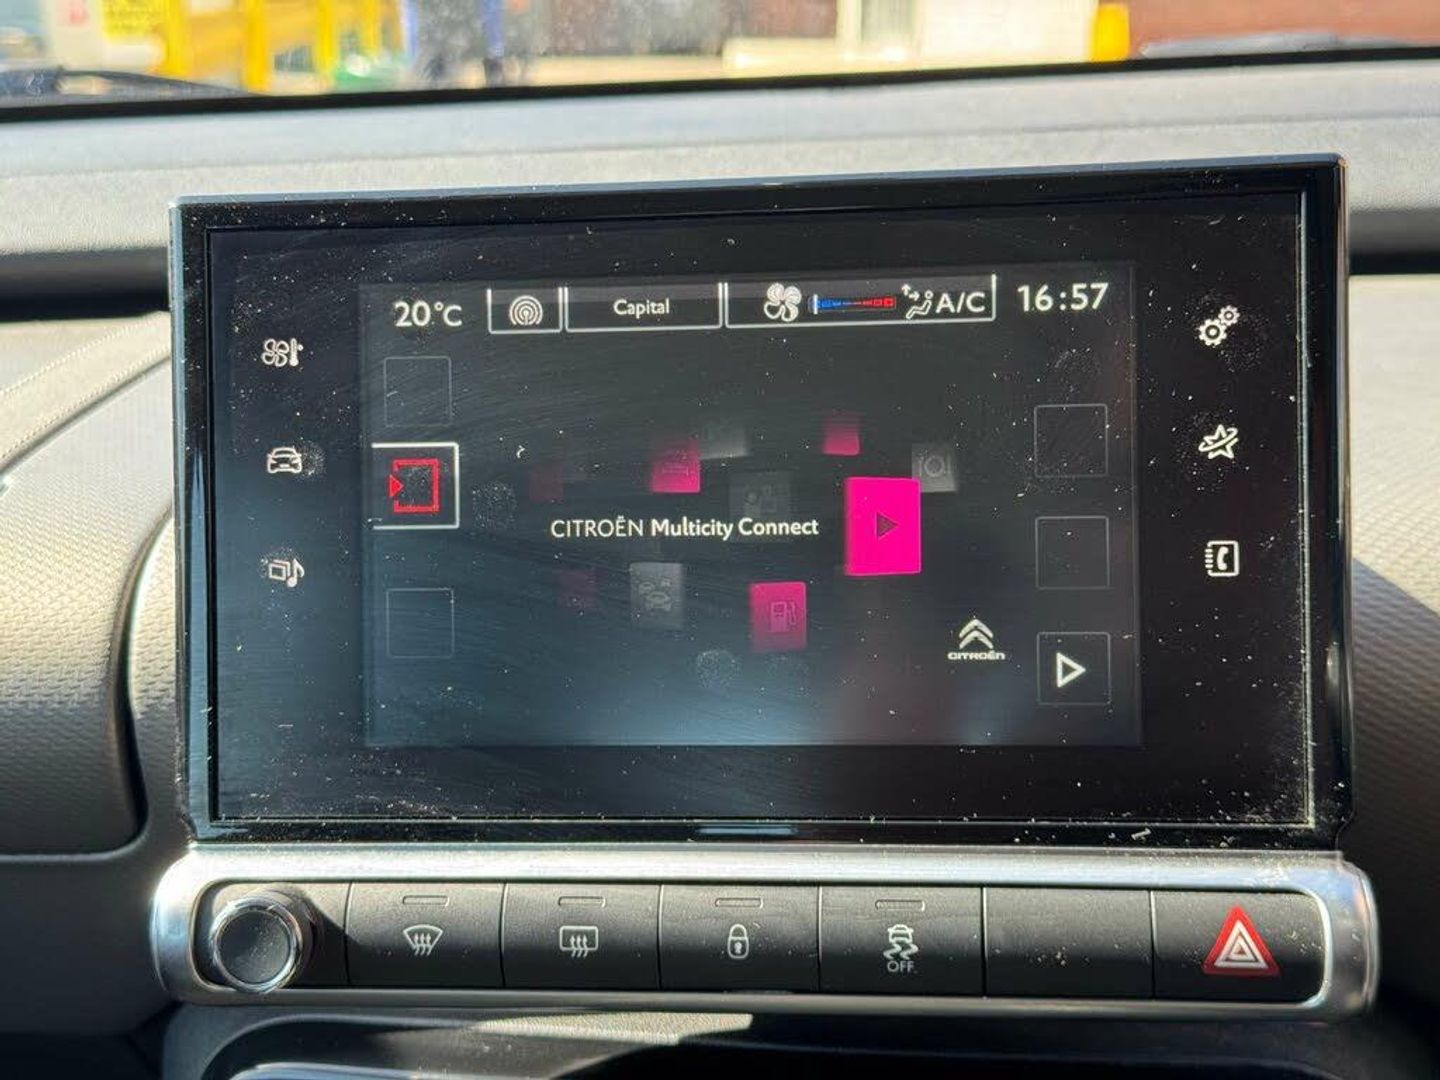 20°C
Capital
A/C
16:57
CITROËN Multicity Connect
CITROËN
OFF